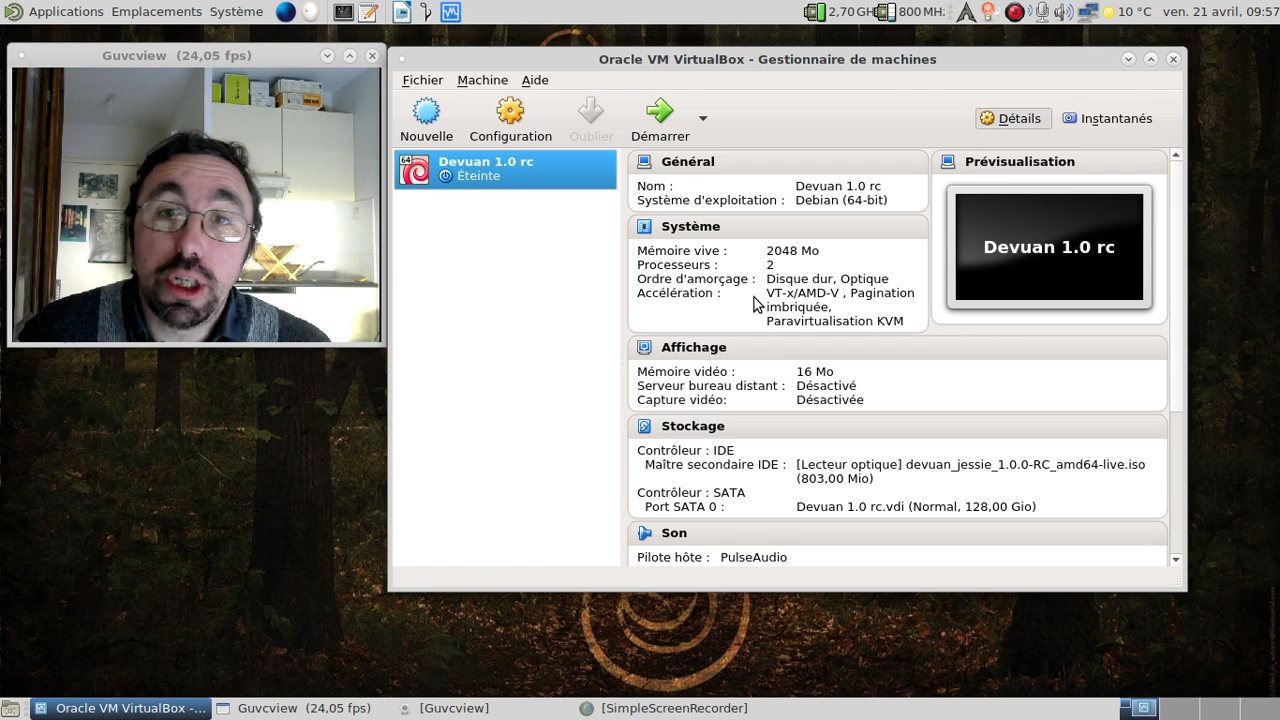 Applications Emplacements Système
2,70 GH 800 MH: 10 °C ven. 21 avril, 09:57
Guvcview (24,05 fps)
Oracle VM VirtualBox - Gestionnaire de machines
Fichier Machine Aide
Nouvelle Configuration Oublier Démarrer Détails Instantanés
64
Devuan 1.0 rc
Éteinte
Général
Nom : Devuan 1.0 rc
Système d'exploitation : Debian (64-bit)
Système
Mémoire vive : 2048 Mo
Processeurs : 2
Ordre d'amorçage : Disque dur, Optique
Accélération : VT-x/AMD-V , Pagination
imbriquée,
Paravirtualisation KVM
Prévisualisation
Devuan 1.0 rc
Affichage
Mémoire vidéo : 16 Mo
Serveur bureau distant : Désactivé
Capture vidéo: Désactivée
Stockage
Contrôleur : IDE
Maître secondaire IDE : [Lecteur optique] devuan_jessie_1.0.0-RC_amd64-live.iso
(803,00 Mio)
Contrôleur : SATA
Port SATA 0 : Devuan 1.0 rc.vdi (Normal, 128,00 Gio)
Son
Pilote hôte : PulseAudio
Oracle VM VirtualBox -... Guvcview (24,05 fps) [Guvcview] [SimpleScreenRecorder]